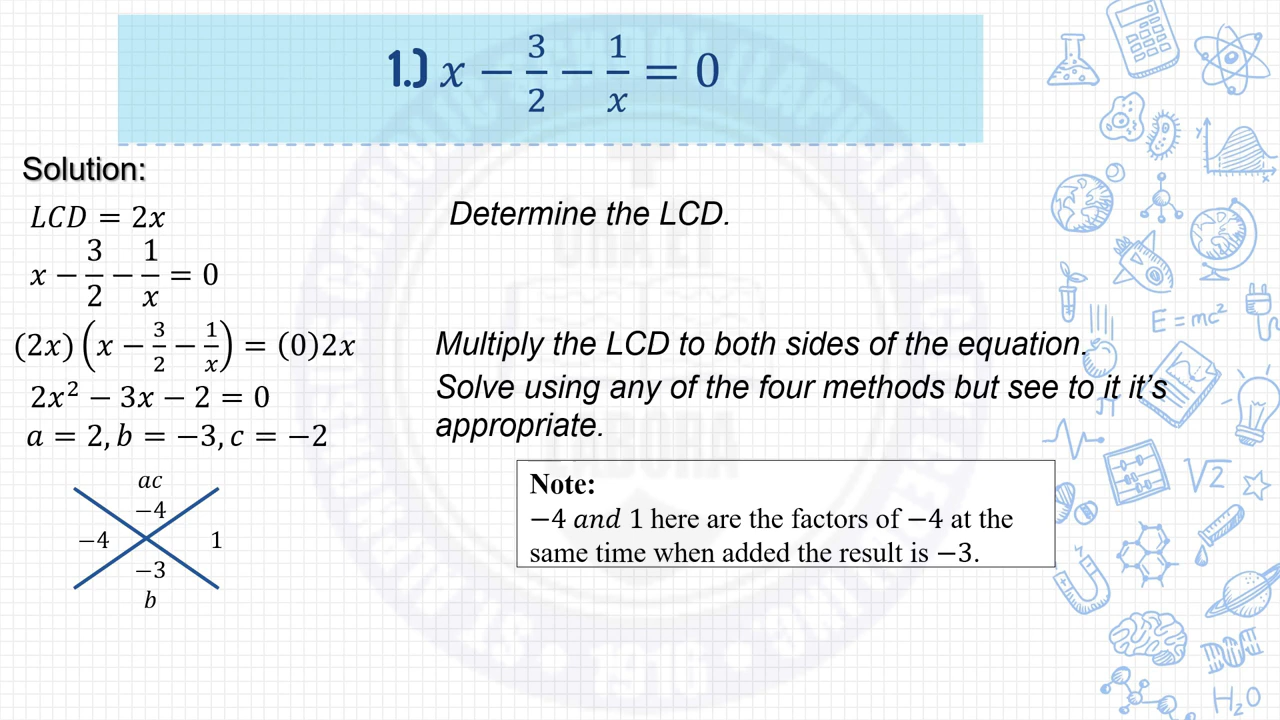 1.) x − 3/2 − 1/x = 0
Solution:
LCD = 2x
Determine the LCD.
x − 3/2 − 1/x = 0
(2x)(x − 3/2 − 1/x) = (0)2x
Multiply the LCD to both sides of the equation.
2x² − 3x − 2 = 0
Solve using any of the four methods but see to it it's
appropriate.
a = 2, b = −3, c = −2
ac
−4
−4
1
−3
b
Note:
−4 and 1 here are the factors of −4 at the
same time when added the result is −3.
y
x
E=mc²
π
√2
H₂O
1916